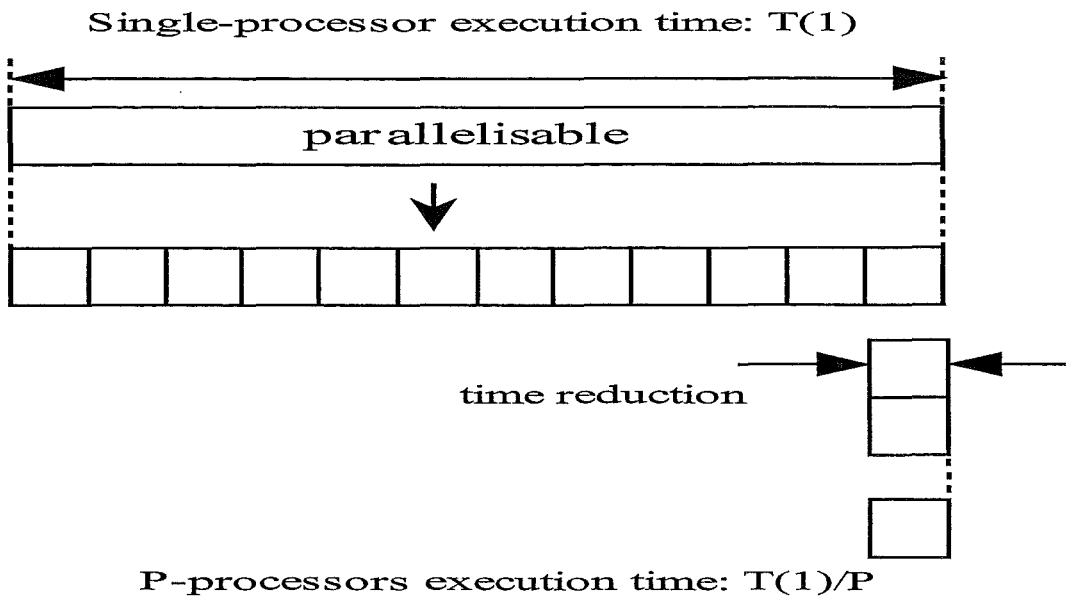 Single-processor execution time: T(1)
parallelisable
time reduction
P-processors execution time: T(1)/P